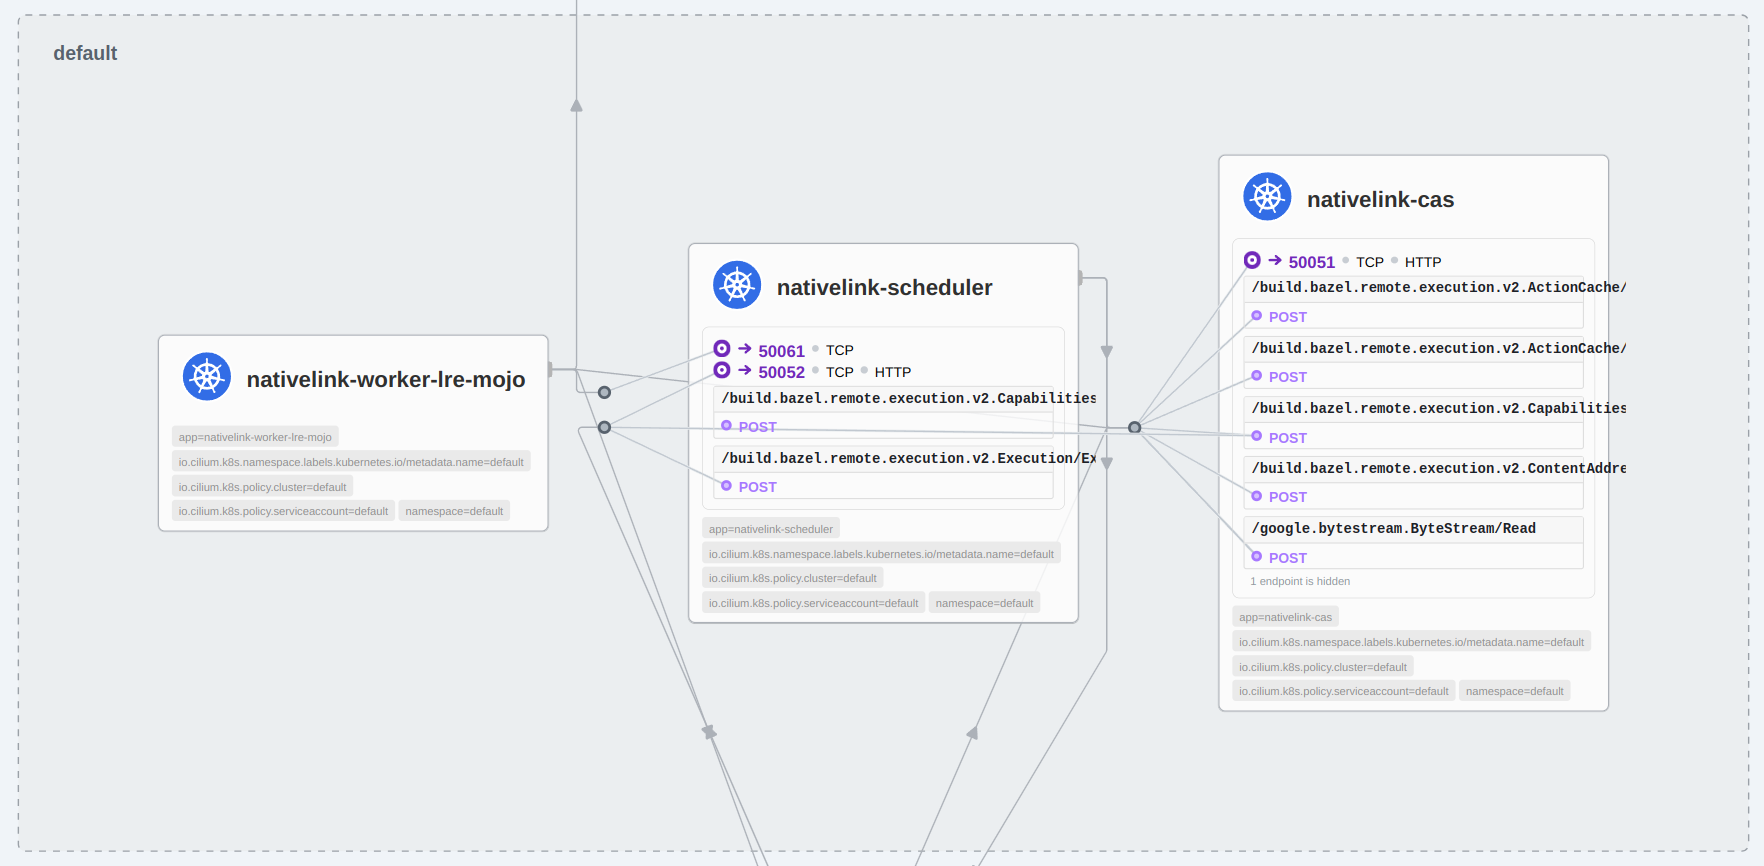 default
nativelink-worker-lre-mojo
app=nativelink-worker-lre-mojo
io.cilium.k8s.namespace.labels.kubernetes.io/metadata.name=default
io.cilium.k8s.policy.cluster=default
io.cilium.k8s.policy.serviceaccount=default namespace=default
nativelink-scheduler
50061 TCP
50052 TCP HTTP
/build.bazel.remote.execution.v2.Capabilities
POST
/build.bazel.remote.execution.v2.Execution/Ex
POST
app=nativelink-scheduler
io.cilium.k8s.namespace.labels.kubernetes.io/metadata.name=default
io.cilium.k8s.policy.cluster=default
io.cilium.k8s.policy.serviceaccount=default namespace=default
nativelink-cas
50051 TCP HTTP
/build.bazel.remote.execution.v2.ActionCache/
POST
/build.bazel.remote.execution.v2.ActionCache/
POST
/build.bazel.remote.execution.v2.Capabilities
POST
/build.bazel.remote.execution.v2.ContentAddre
POST
/google.bytestream.ByteStream/Read
POST
1 endpoint is hidden
app=nativelink-cas
io.cilium.k8s.namespace.labels.kubernetes.io/metadata.name=default
io.cilium.k8s.policy.cluster=default
io.cilium.k8s.policy.serviceaccount=default namespace=default